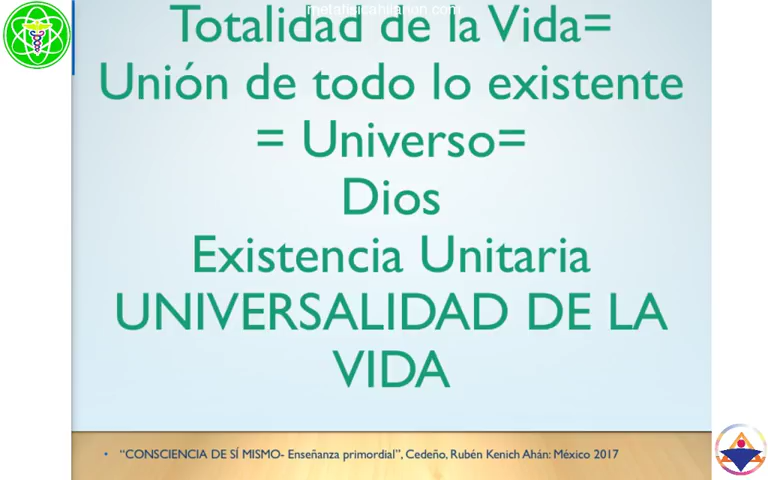 metafisicahilarion.com
Totalidad de la Vida=
Unión de todo lo existente
= Universo=
Dios
Existencia Unitaria
UNIVERSALIDAD DE LA
VIDA
• “CONSCIENCIA DE SÍ MISMO- Enseñanza primordial”, Cedeño, Rubén Kenich Ahán: México 2017